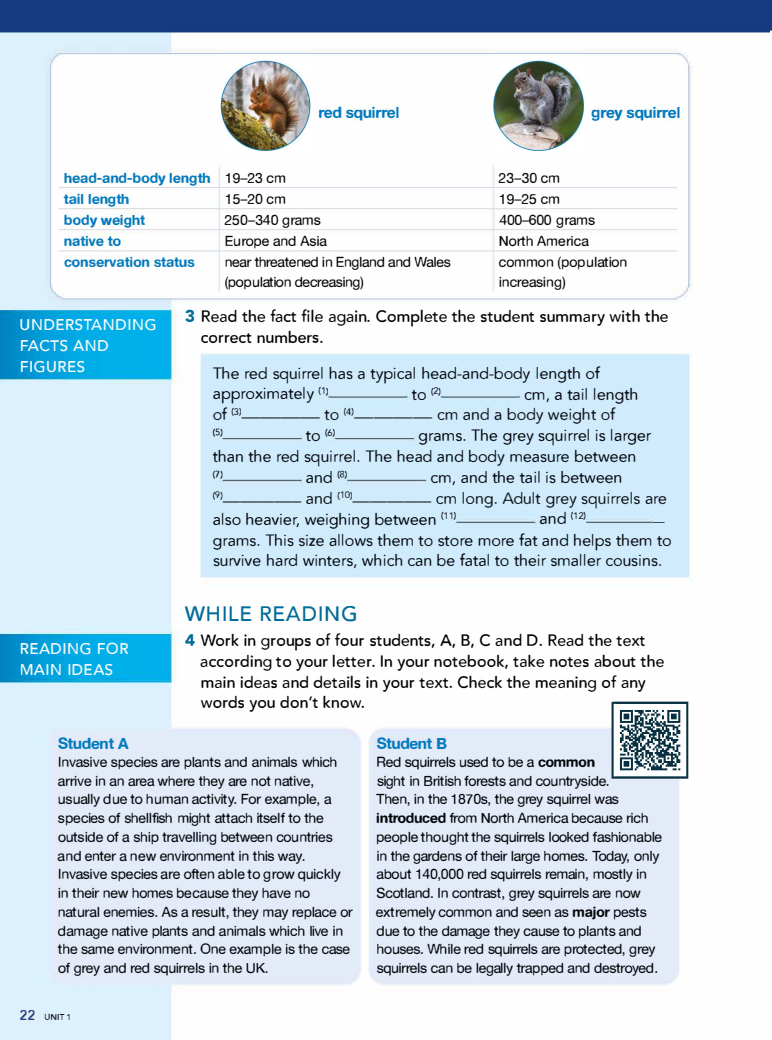 red squirrel
grey squirrel
head-and-body length 19–23 cm 23–30 cm
tail length 15–20 cm 19–25 cm
body weight 250–340 grams 400–600 grams
native to Europe and Asia North America
conservation status near threatened in England and Wales common (population
(population decreasing) increasing)
UNDERSTANDING
FACTS AND
FIGURES
3 Read the fact file again. Complete the student summary with the
correct numbers.
The red squirrel has a typical head-and-body length of
approximately (1)__________ to (2)__________ cm, a tail length
of (3)__________ to (4)__________ cm and a body weight of
(5)__________ to (6)__________ grams. The grey squirrel is larger
than the red squirrel. The head and body measure between
(7)__________ and (8)__________ cm, and the tail is between
(9)__________ and (10)__________ cm long. Adult grey squirrels are
also heavier, weighing between (11)__________ and (12)__________
grams. This size allows them to store more fat and helps them to
survive hard winters, which can be fatal to their smaller cousins.
WHILE READING
READING FOR
MAIN IDEAS
4 Work in groups of four students, A, B, C and D. Read the text
according to your letter. In your notebook, take notes about the
main ideas and details in your text. Check the meaning of any
words you don't know.
Student A
Invasive species are plants and animals which
arrive in an area where they are not native,
usually due to human activity. For example, a
species of shellfish might attach itself to the
outside of a ship travelling between countries
and enter a new environment in this way.
Invasive species are often able to grow quickly
in their new homes because they have no
natural enemies. As a result, they may replace or
damage native plants and animals which live in
the same environment. One example is the case
of grey and red squirrels in the UK.
Student B
Red squirrels used to be a common
sight in British forests and countryside.
Then, in the 1870s, the grey squirrel was
introduced from North America because rich
people thought the squirrels looked fashionable
in the gardens of their large homes. Today, only
about 140,000 red squirrels remain, mostly in
Scotland. In contrast, grey squirrels are now
extremely common and seen as major pests
due to the damage they cause to plants and
houses. While red squirrels are protected, grey
squirrels can be legally trapped and destroyed.
22 UNIT 1